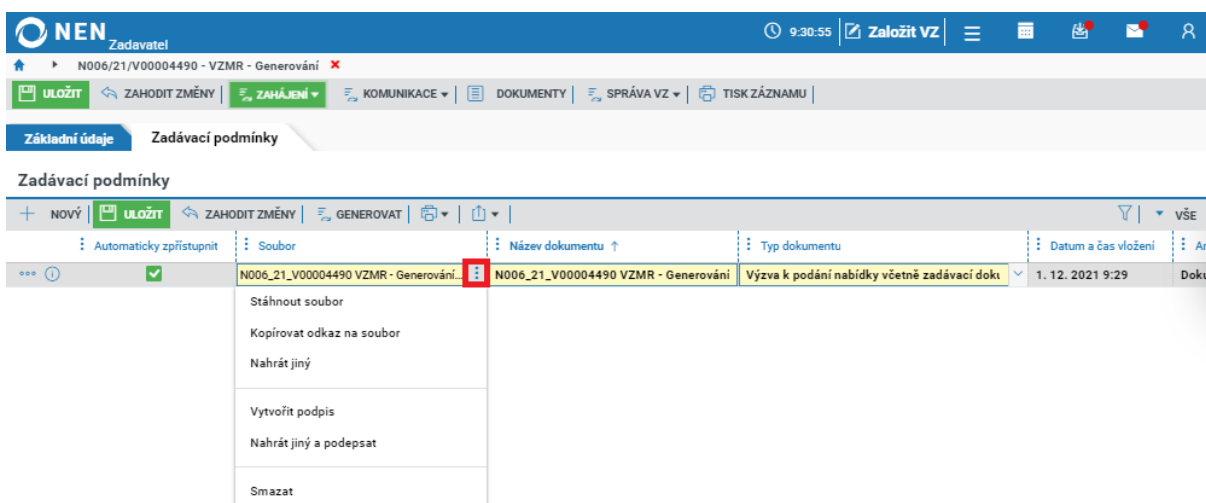 NEN Zadavatel 9:30:55 Založit VZ
N006/21/V00004490 - VZMR - Generování
ULOŽIT ZAHODIT ZMĚNY ZAHÁJENÍ KOMUNIKACE DOKUMENTY SPRÁVA VZ TISK ZÁZNAMU
Základní údaje Zadávací podmínky
Zadávací podmínky
NOVÝ ULOŽIT ZAHODIT ZMĚNY GENEROVAT VŠE
Automaticky zpřístupnit Soubor Název dokumentu Typ dokumentu Datum a čas vložení
N006_21_V00004490 VZMR - Generování... N006_21_V00004490 VZMR - Generování Výzva k podání nabídky včetně zadávací 1. 12. 2021 9:29
Stáhnout soubor
Kopírovat odkaz na soubor
Nahrát jiný
Vytvořit podpis
Nahrát jiný a podepsat
Smazat